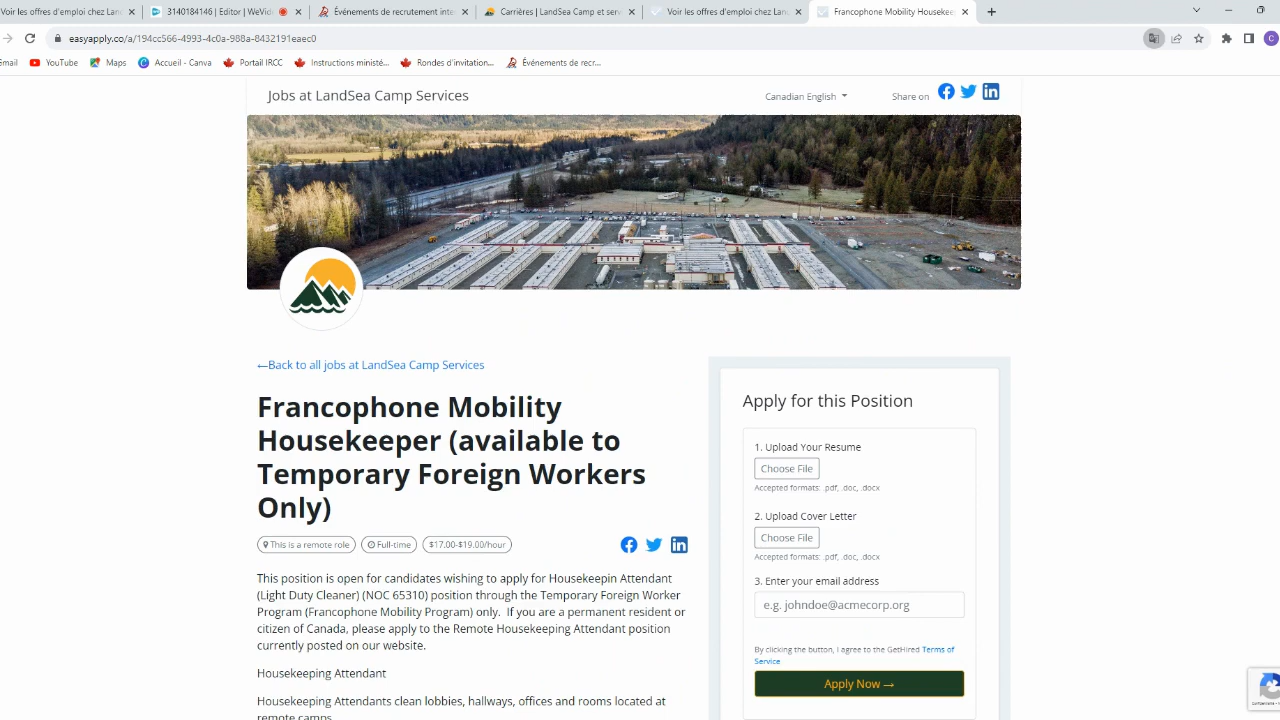 Voir les offres d'emploi chez Lan
3140184146 | Editor | WeVide
Événements de recrutement inte
Carrières | LandSea Camp et serv
Voir les offres d'emploi chez Lan
Francophone Mobility Housekee
easyapply.co/a/194cc566-4993-4c0a-988a-8432191eaec0
YouTube
Maps
Accueil - Canva
Portail IRCC
Instructions ministé...
Rondes d'invitation...
Événements de recr...
Jobs at LandSea Camp Services
Canadian English
Share on
←Back to all jobs at LandSea Camp Services
Francophone Mobility
Housekeeper (available to
Temporary Foreign Workers
Only)
This is a remote role
Full-time
$17.00-$19.00/hour
This position is open for candidates wishing to apply for Housekeepin Attendant
(Light Duty Cleaner) (NOC 65310) position through the Temporary Foreign Worker
Program (Francophone Mobility Program) only. If you are a permanent resident or
citizen of Canada, please apply to the Remote Housekeeping Attendant position
currently posted on our website.
Housekeeping Attendant
Housekeeping Attendants clean lobbies, hallways, offices and rooms located at
remote camps.
Apply for this Position
1. Upload Your Resume
Choose File
Accepted formats: .pdf, .doc, .docx
2. Upload Cover Letter
Choose File
Accepted formats: .pdf, .doc, .docx
3. Enter your email address
e.g. johndoe@acmecorp.org
By clicking the button, I agree to the GetHired Terms of
Service
Apply Now →